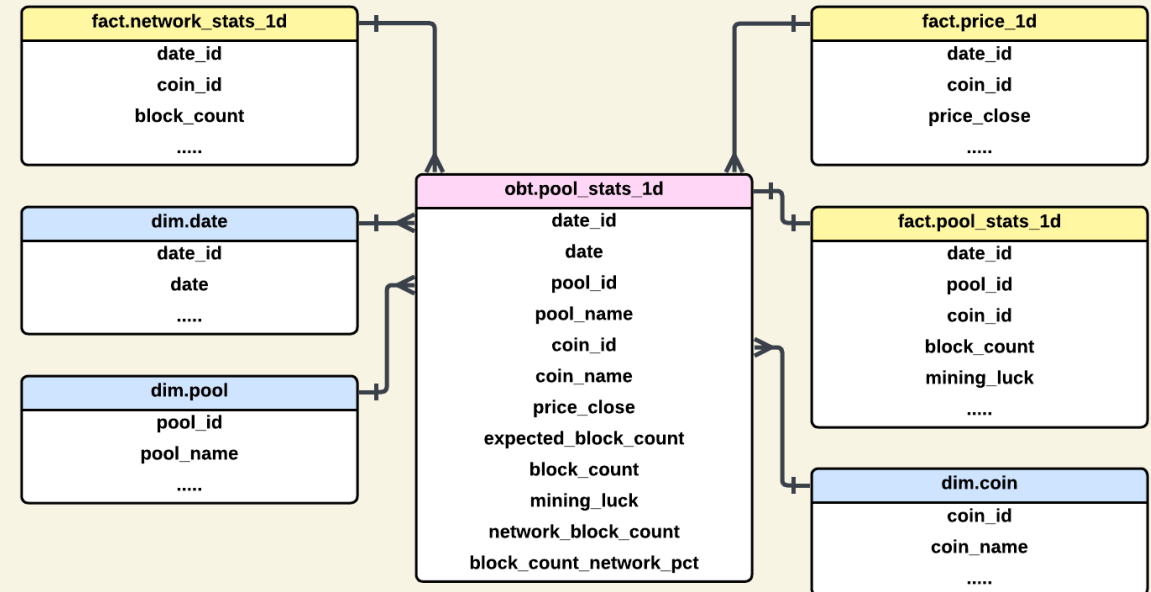 fact.network_stats_1d
date_id
coin_id
block_count
.....
dim.date
date_id
date
.....
dim.pool
pool_id
pool_name
.....
obt.pool_stats_1d
date_id
date
pool_id
pool_name
coin_id
coin_name
price_close
expected_block_count
block_count
mining_luck
network_block_count
block_count_network_pct
fact.price_1d
date_id
coin_id
price_close
.....
fact.pool_stats_1d
date_id
pool_id
coin_id
block_count
mining_luck
.....
dim.coin
coin_id
coin_name
.....